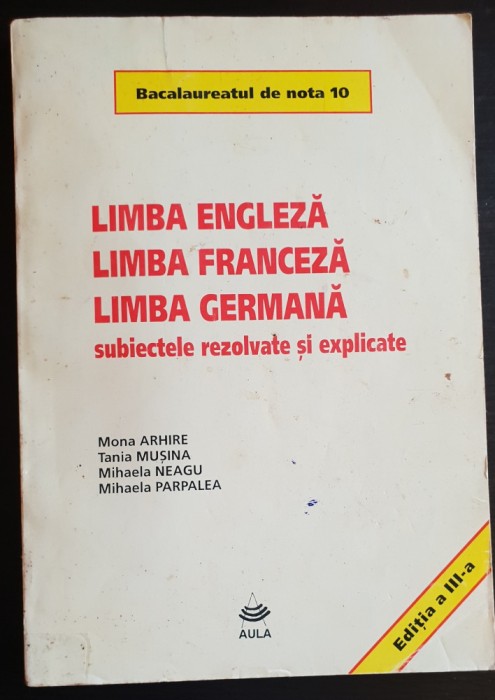 Bacalaureatul de nota 10
LIMBA ENGLEZĂ
LIMBA FRANCEZĂ
LIMBA GERMANĂ
subiectele rezolvate și explicate
Mona ARHIRE
Tania MUȘINA
Mihaela NEAGU
Mihaela PARPALEA
Ediția a III-a
AULA